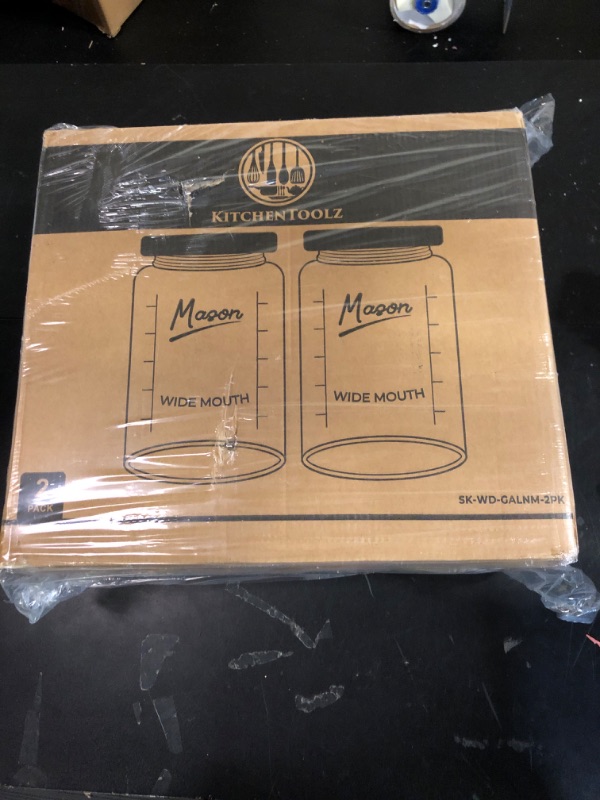 KITCHENTOOLZ
Mason
WIDE MOUTH
Mason
WIDE MOUTH
2
PACK
SK-WD-GALNM-2PK